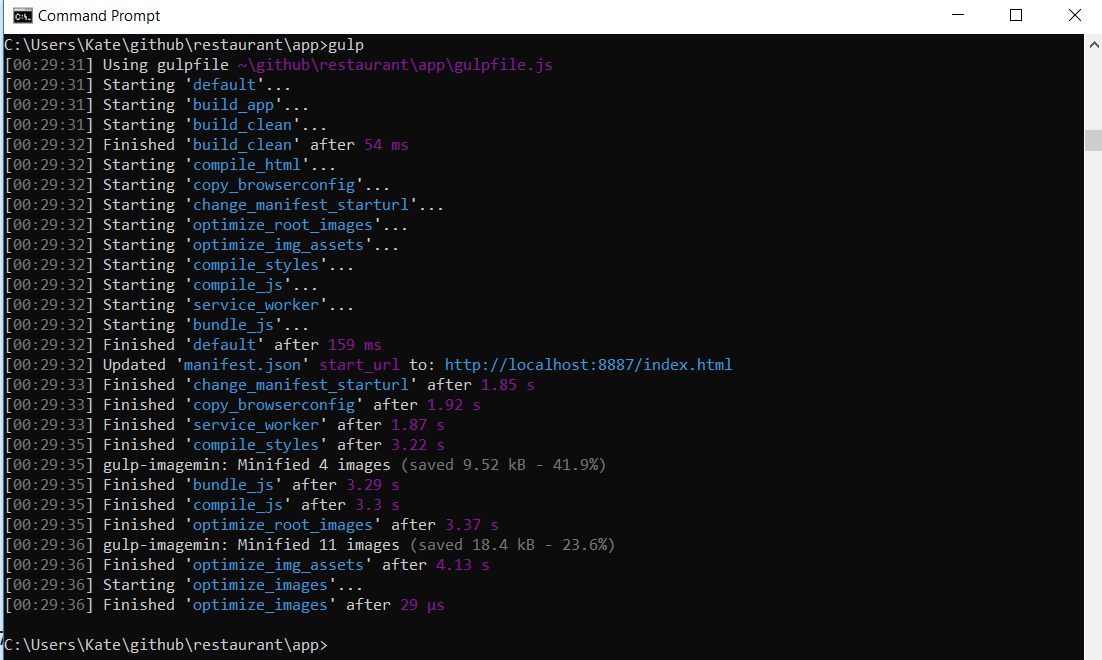 Command Prompt
C:\Users\Kate\github\restaurant\app>gulp
[00:29:31] Using gulpfile ~\github\restaurant\app\gulpfile.js
[00:29:31] Starting 'default'...
[00:29:31] Starting 'build_app'...
[00:29:31] Starting 'build_clean'...
[00:29:32] Finished 'build_clean' after 54 ms
[00:29:32] Starting 'compile_html'...
[00:29:32] Starting 'copy_browserconfig'...
[00:29:32] Starting 'change_manifest_starturl'...
[00:29:32] Starting 'optimize_root_images'...
[00:29:32] Starting 'optimize_img_assets'...
[00:29:32] Starting 'compile_styles'...
[00:29:32] Starting 'compile_js'...
[00:29:32] Starting 'service_worker'...
[00:29:32] Starting 'bundle_js'...
[00:29:32] Finished 'default' after 159 ms
[00:29:32] Updated 'manifest.json' start_url to: http://localhost:8887/index.html
[00:29:33] Finished 'change_manifest_starturl' after 1.85 s
[00:29:33] Finished 'copy_browserconfig' after 1.92 s
[00:29:33] Finished 'service_worker' after 1.87 s
[00:29:35] Finished 'compile_styles' after 3.22 s
[00:29:35] gulp-imagemin: Minified 4 images (saved 9.52 kB - 41.9%)
[00:29:35] Finished 'bundle_js' after 3.29 s
[00:29:35] Finished 'compile_js' after 3.3 s
[00:29:35] Finished 'optimize_root_images' after 3.37 s
[00:29:36] gulp-imagemin: Minified 11 images (saved 18.4 kB - 23.6%)
[00:29:36] Finished 'optimize_img_assets' after 4.13 s
[00:29:36] Starting 'optimize_images'...
[00:29:36] Finished 'optimize_images' after 29 μs
C:\Users\Kate\github\restaurant\app>